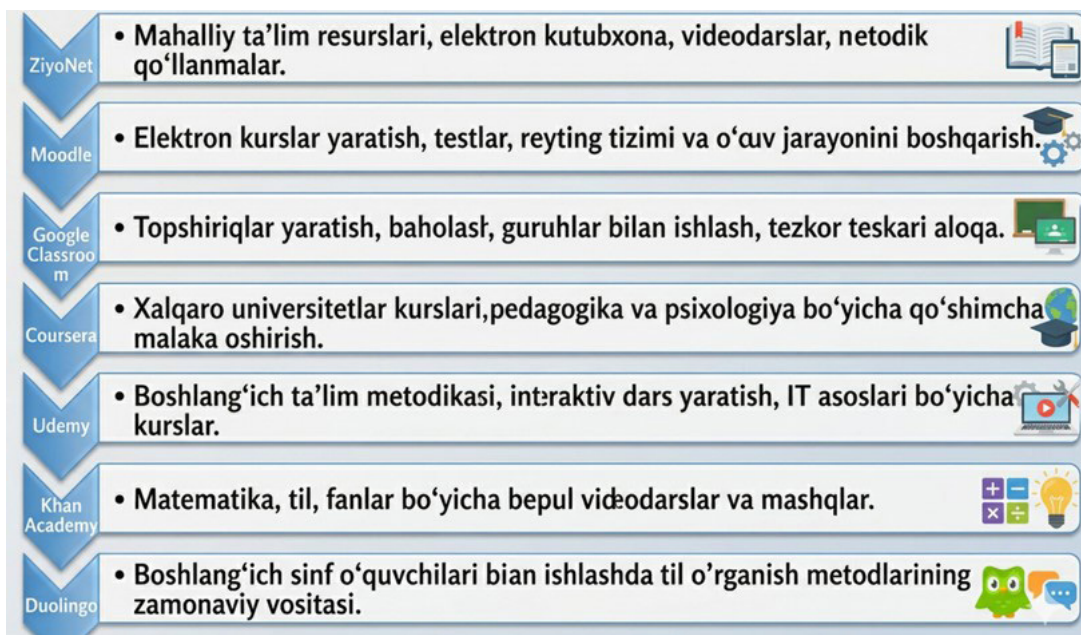 ZiyoNet
• Mahalliy ta’lim resurslari, elektron kutubxona, videodarslar, netodik
qo‘llanmalar.
Moodle
• Elektron kurslar yaratish, testlar, reyting tizimi va o‘quv jarayonini boshqarish.
Google
Classroo
m
• Topshiriqlar yaratish, baholash, guruhlar bilan ishlash, tezkor teskari aloqa.
Coursera
• Xalqaro universitetlar kurslari,pedagogika va psixologiya bo‘yicha qo‘shimcha
malaka oshirish.
Udemy
• Boshlang‘ich ta’lim metodikasi, interaktiv dars yaratish, IT asoslari bo‘yicha
kurslar.
Khan
Academy
• Matematika, til, fanlar bo‘yicha bepul videodarslar va mashqlar.
Duolingo
• Boshlang‘ich sinf o‘quvchilari bian ishlashda til o’rganish metodlarining
zamonaviy vositasi.